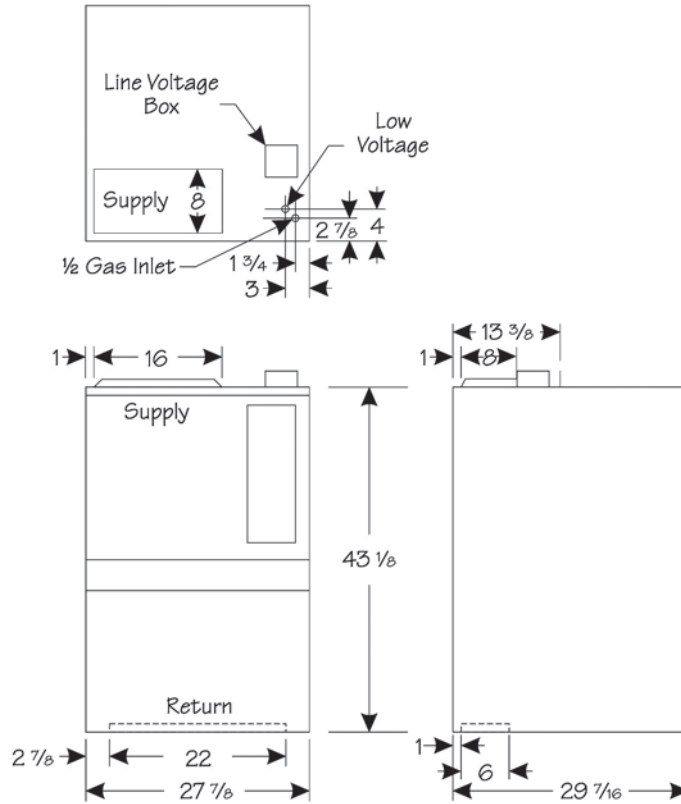 Line Voltage
Box
Low
Voltage
Supply
8
½ Gas Inlet
2 ⅞
4
1 ¾
3
1
16
Supply
13 ⅜
1
8
43 ⅛
Return
2 ⅞
22
27 ⅞
1
6
29 7/16